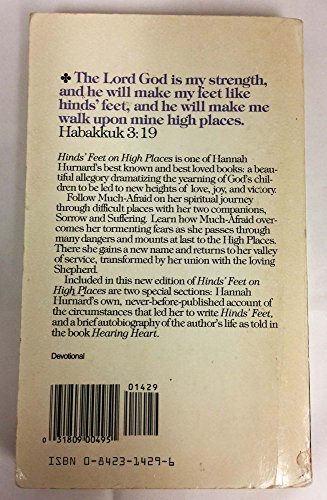 The Lord God is my strength,
and he will make my feet like
hinds' feet, and he will make me
walk upon mine high places.
Habakkuk 3:19
Hinds' Feet on High Places is one of Hannah
Hurnard's best known and best loved books: a beau-
tiful allegory dramatizing the yearning of God's chil-
dren to be led to new heights of love, joy, and victory.
Follow Much-Afraid on her spiritual journey
through difficult places with her two companions,
Sorrow and Suffering. Learn how Much-Afraid over-
comes her tormenting fears as she passes through
many dangers and mounts at last to the High Places.
There she gains a new name and returns to her valley
of service, transformed by her union with the loving
Shepherd.
Included in this new edition of Hinds' Feet on
High Places are two special sections: Hannah
Hurnard's own, never-before-published account of
the circumstances that led her to write Hinds' Feet,
and a brief autobiography of the author's life as told in
the book Hearing Heart.
Devotional
01429
0 31809 00495
ISBN 0-8423-1429-6